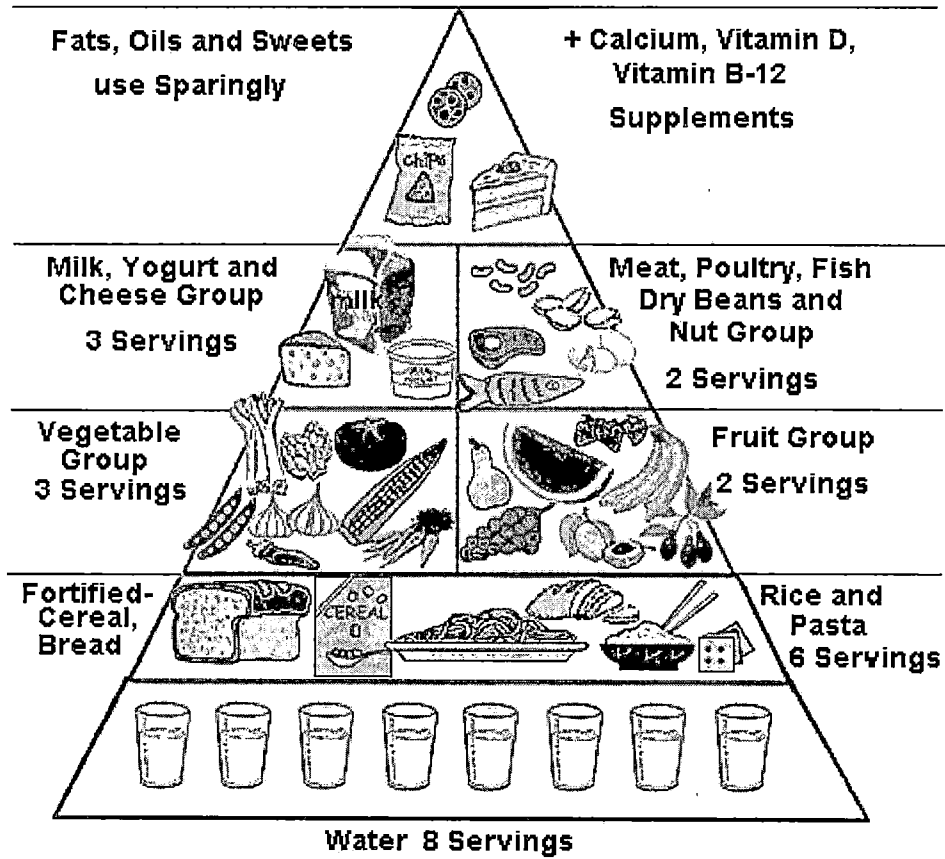 Fats, Oils and Sweets
use Sparingly
+ Calcium, Vitamin D,
Vitamin B-12
Supplements
chips
Milk, Yogurt and
Cheese Group
3 Servings
milk
Meat, Poultry, Fish
Dry Beans and
Nut Group
2 Servings
Vegetable
Group
3 Servings
Fruit Group
2 Servings
Fortified-
Cereal,
Bread
CEREAL
Rice and
Pasta
6 Servings
Water 8 Servings